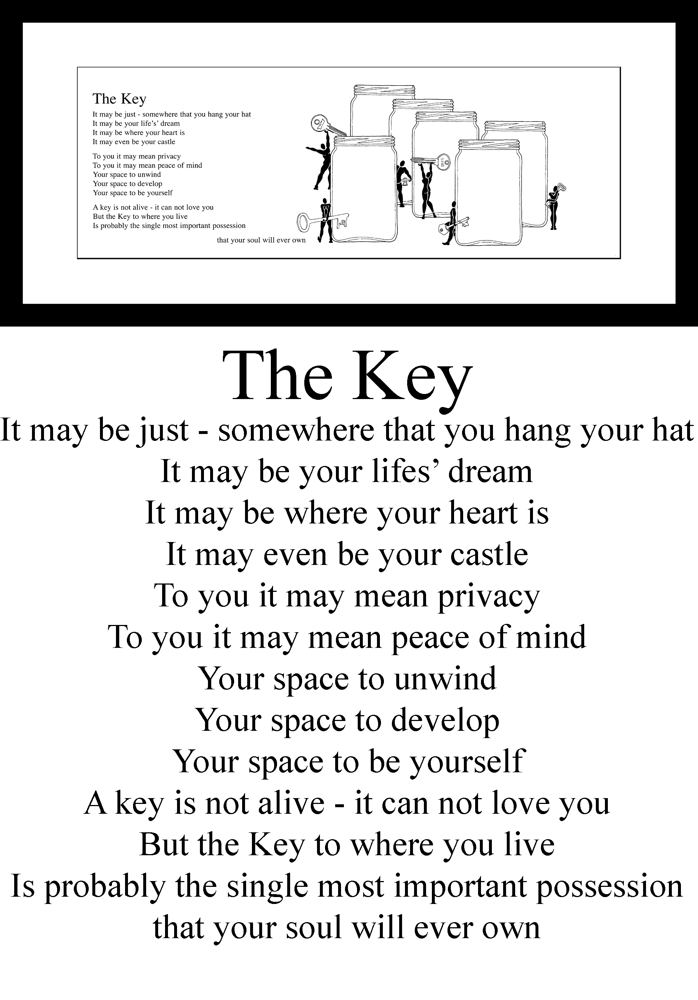 The Key
It may be just - somewhere that you hang your hat
It may be your life's' dream
It may be where your heart is
It may even be your castle
To you it may mean privacy
To you it may mean peace of mind
Your space to unwind
Your space to develop
Your space to be yourself
A key is not alive - it can not love you
But the Key to where you live
Is probably the single most important possession
that your soul will ever own
The Key
It may be just - somewhere that you hang your hat
It may be your lifes’ dream
It may be where your heart is
It may even be your castle
To you it may mean privacy
To you it may mean peace of mind
Your space to unwind
Your space to develop
Your space to be yourself
A key is not alive - it can not love you
But the Key to where you live
Is probably the single most important possession
that your soul will ever own